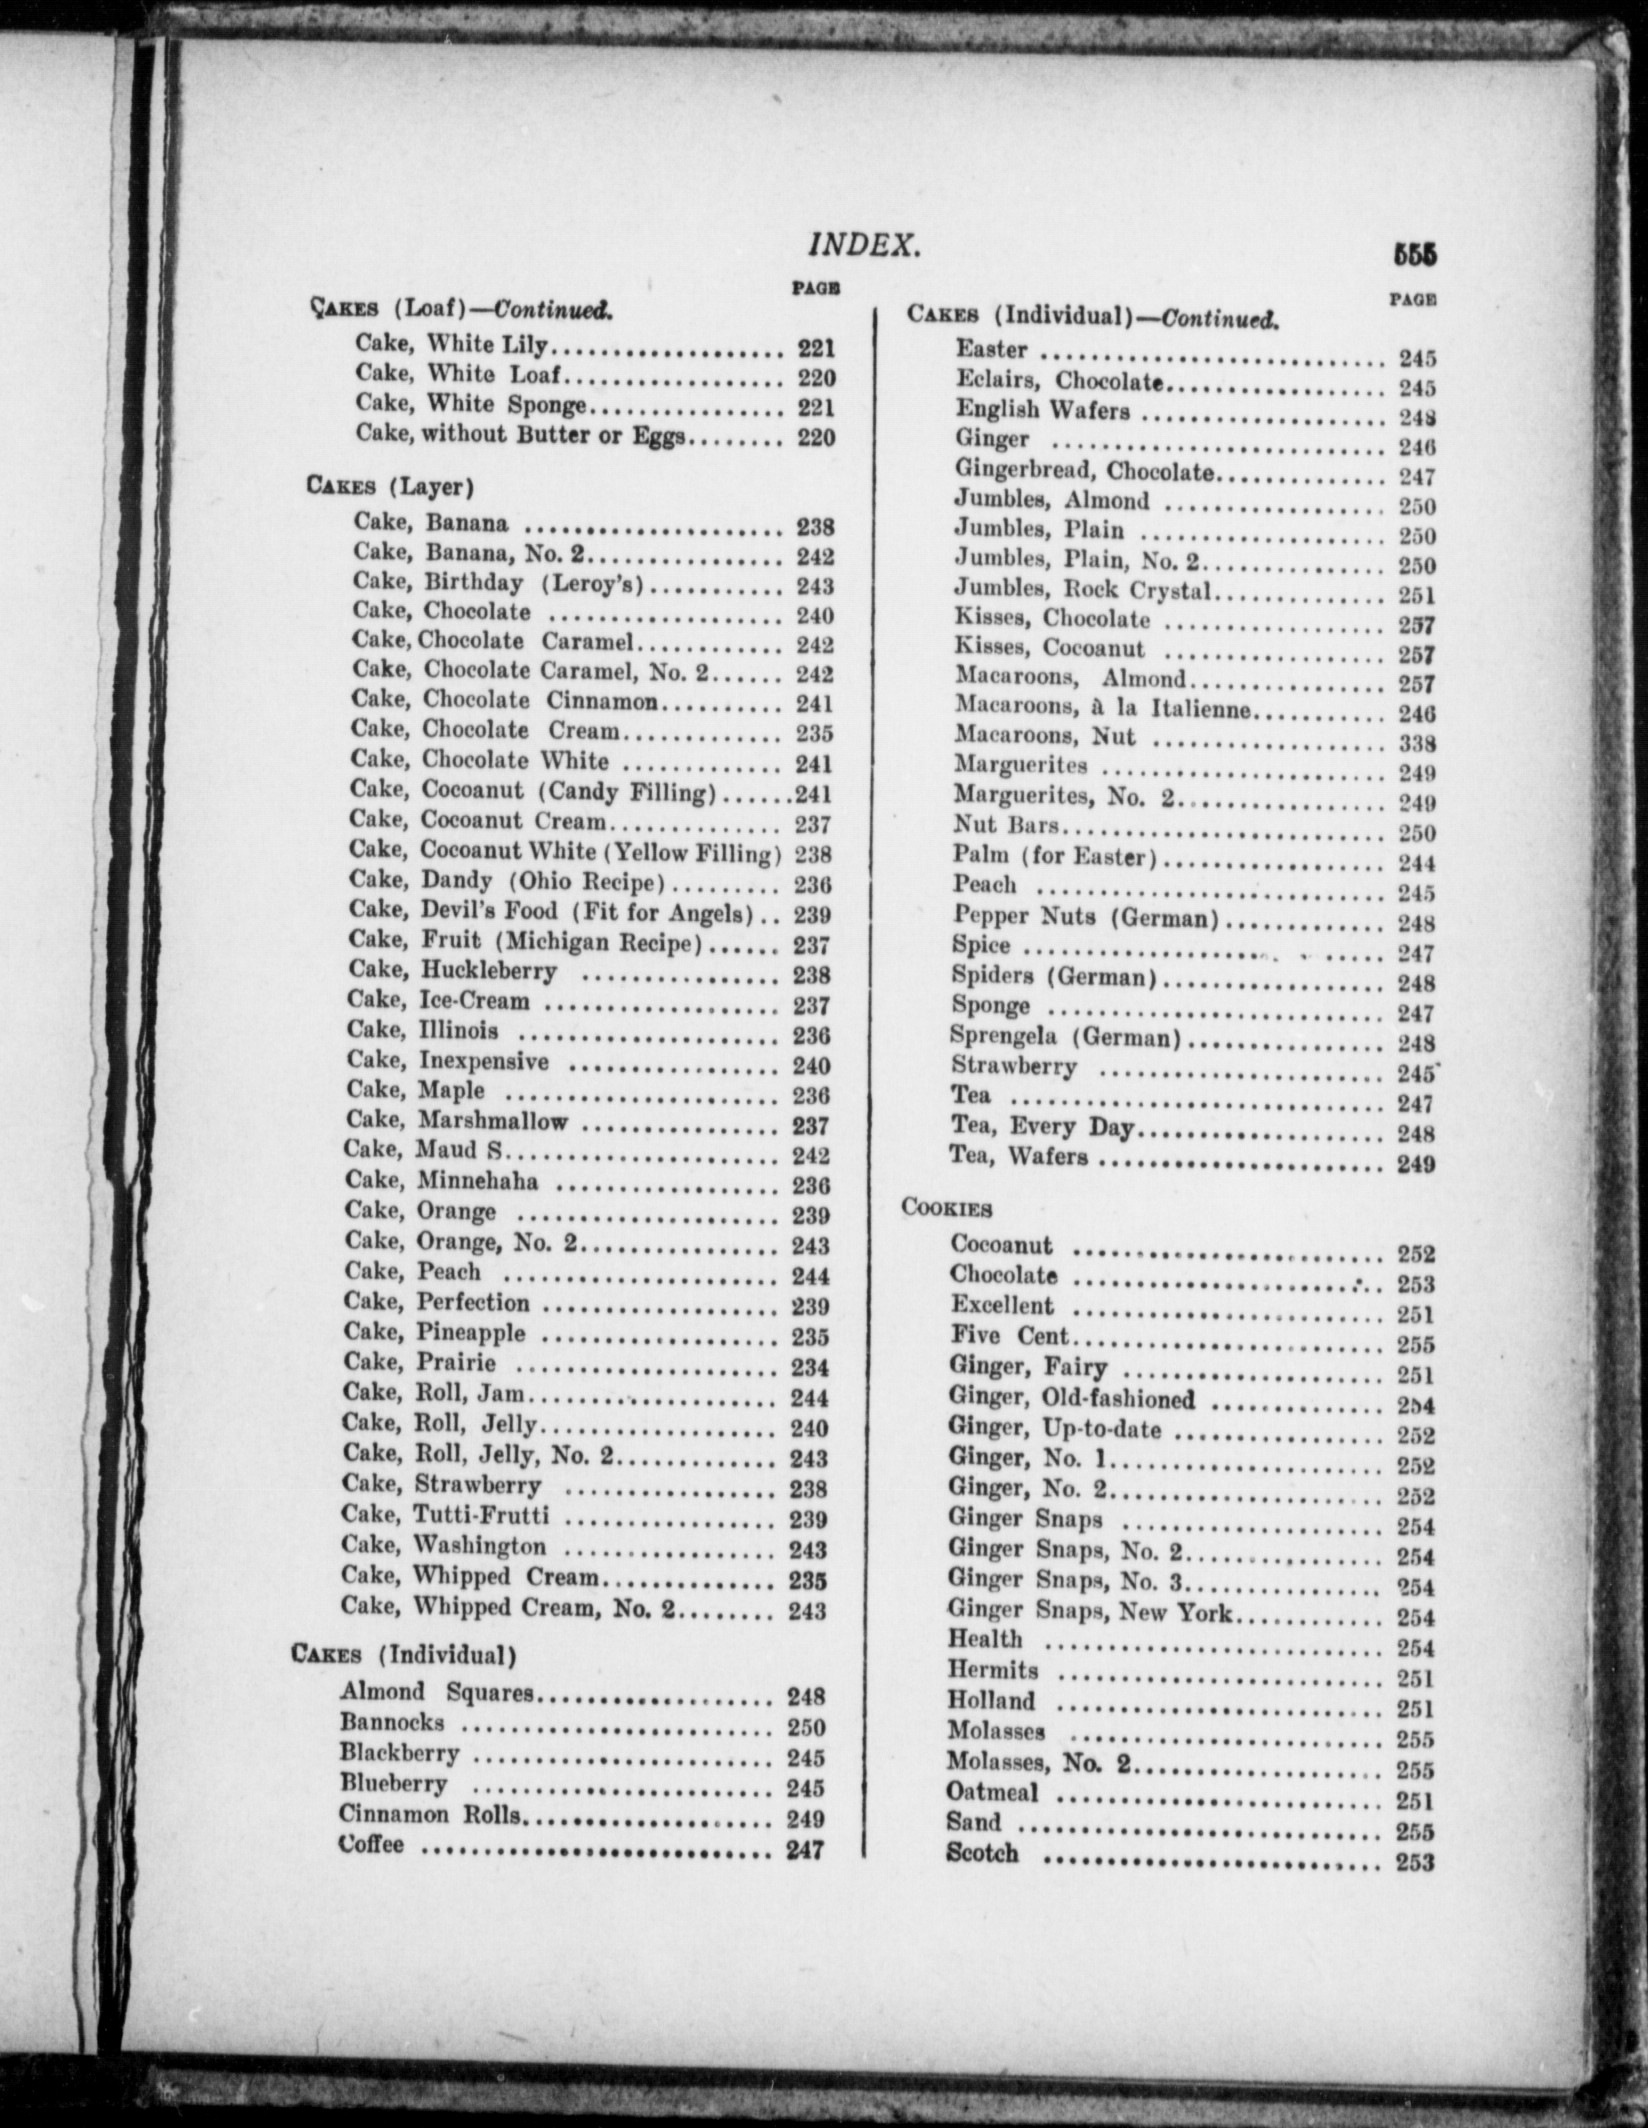 INDEX. 555
PAGE
CAKES (Loaf)—Continued.
Cake, White Lily.................... 221
Cake, White Loaf.................. 220
Cake, White Sponge................ 221
Cake, without Butter or Eggs........ 220
CAKES (Layer)
Cake, Banana ..................... 238
Cake, Banana, No. 2................ 242
Cake, Birthday (Leroy's)........... 243
Cake, Chocolate ................... 240
Cake, Chocolate Caramel............ 242
Cake, Chocolate Caramel, No. 2...... 242
Cake, Chocolate Cinnamon.......... 241
Cake, Chocolate Cream............. 235
Cake, Chocolate White ............. 241
Cake, Cocoanut (Candy Filling)......241
Cake, Cocoanut Cream.............. 237
Cake, Cocoanut White (Yellow Filling) 238
Cake, Dandy (Ohio Recipe)......... 236
Cake, Devil's Food (Fit for Angels).. 239
Cake, Fruit (Michigan Recipe)...... 237
Cake, Huckleberry ................ 238
Cake, Ice-Cream ................... 237
Cake, Illinois ..................... 236
Cake, Inexpensive ................. 240
Cake, Maple ...................... 236
Cake, Marshmallow ................ 237
Cake, Maud S...................... 242
Cake, Minnehaha .................. 236
Cake, Orange ..................... 239
Cake, Orange, No. 2................ 243
Cake, Peach ...................... 244
Cake, Perfection ................... 239
Cake, Pineapple ................... 235
Cake, Prairie ..................... 234
Cake, Roll, Jam.................... 244
Cake, Roll, Jelly................... 240
Cake, Roll, Jelly, No. 2............. 243
Cake, Strawberry ................. 238
Cake, Tutti-Frutti ................. 239
Cake, Washington ................. 243
Cake, Whipped Cream.............. 235
Cake, Whipped Cream, No. 2........ 243
CAKES (Individual)
Almond Squares................... 248
Bannocks ......................... 250
Blackberry ........................ 245
Blueberry ........................ 245
Cinnamon Rolls.................... 249
Coffee ............................ 247
PAGE
CAKES (Individual)—Continued.
Easter ............................ 245
Eclairs, Chocolate.................. 245
English Wafers .................... 248
Ginger ........................... 246
Gingerbread, Chocolate.............. 247
Jumbles, Almond .................. 250
Jumbles, Plain .................... 250
Jumbles, Plain, No. 2............... 250
Jumbles, Rock Crystal.............. 251
Kisses, Chocolate .................. 257
Kisses, Cocoanut .................. 257
Macaroons, Almond................ 257
Macaroons, à la Italienne........... 246
Macaroons, Nut ................... 338
Marguerites ....................... 249
Marguerites, No. 2................. 249
Nut Bars.......................... 250
Palm (for Easter).................. 244
Peach ............................ 245
Pepper Nuts (German)............. 248
Spice ............................. 247
Spiders (German).................. 248
Sponge ........................... 247
Sprengela (German)................ 248
Strawberry ....................... 245
Tea .............................. 247
Tea, Every Day.................... 248
Tea, Wafers ....................... 249
COOKIES
Cocoanut ......................... 252
Chocolate ......................... 253
Excellent ......................... 251
Five Cent......................... 255
Ginger, Fairy ..................... 251
Ginger, Old-fashioned .............. 254
Ginger, Up-to-date ................. 252
Ginger, No. 1...................... 252
Ginger, No. 2...................... 252
Ginger Snaps ..................... 254
Ginger Snaps, No. 2................ 254
Ginger Snaps, No. 3................ 254
Ginger Snaps, New York............ 254
Health ........................... 254
Hermits .......................... 251
Holland .......................... 251
Molasses ......................... 255
Molasses, No. 2.................... 255
Oatmeal .......................... 251
Sand ............................. 255
Scotch ........................... 253